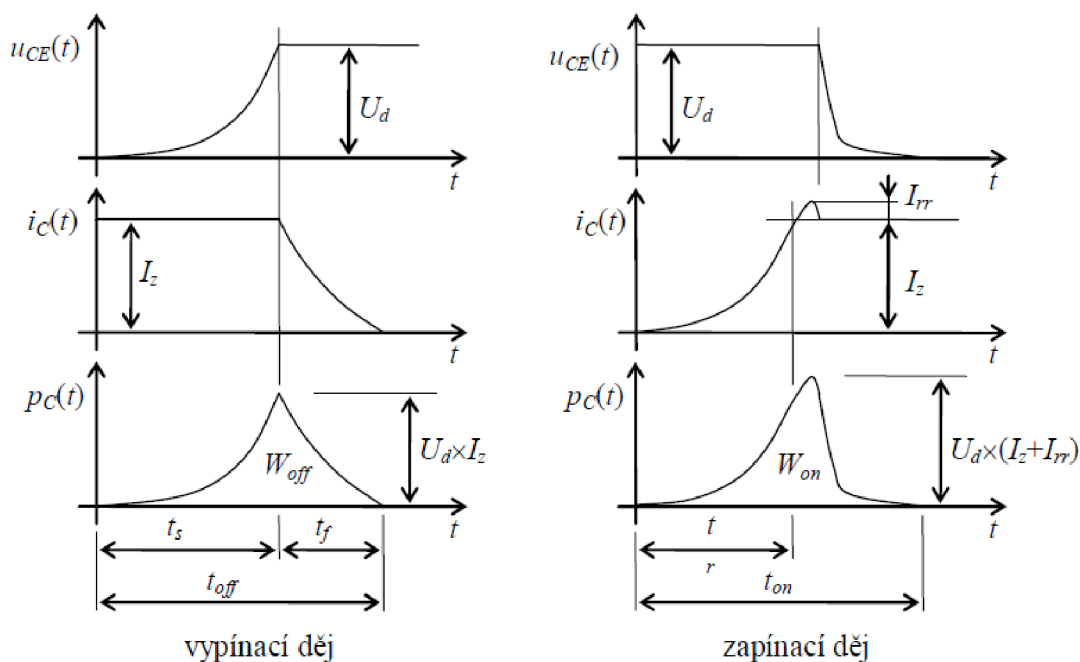 u_CE(t)
U_d
t
i_C(t)
I_z
t
p_C(t)
W_off
U_d×I_z
t
t_s
t_f
t_off
vypínací děj
u_CE(t)
U_d
t
i_C(t)
I_rr
I_z
t
p_C(t)
W_on
U_d×(I_z+I_rr)
t
t
r
t_on
zapínací děj